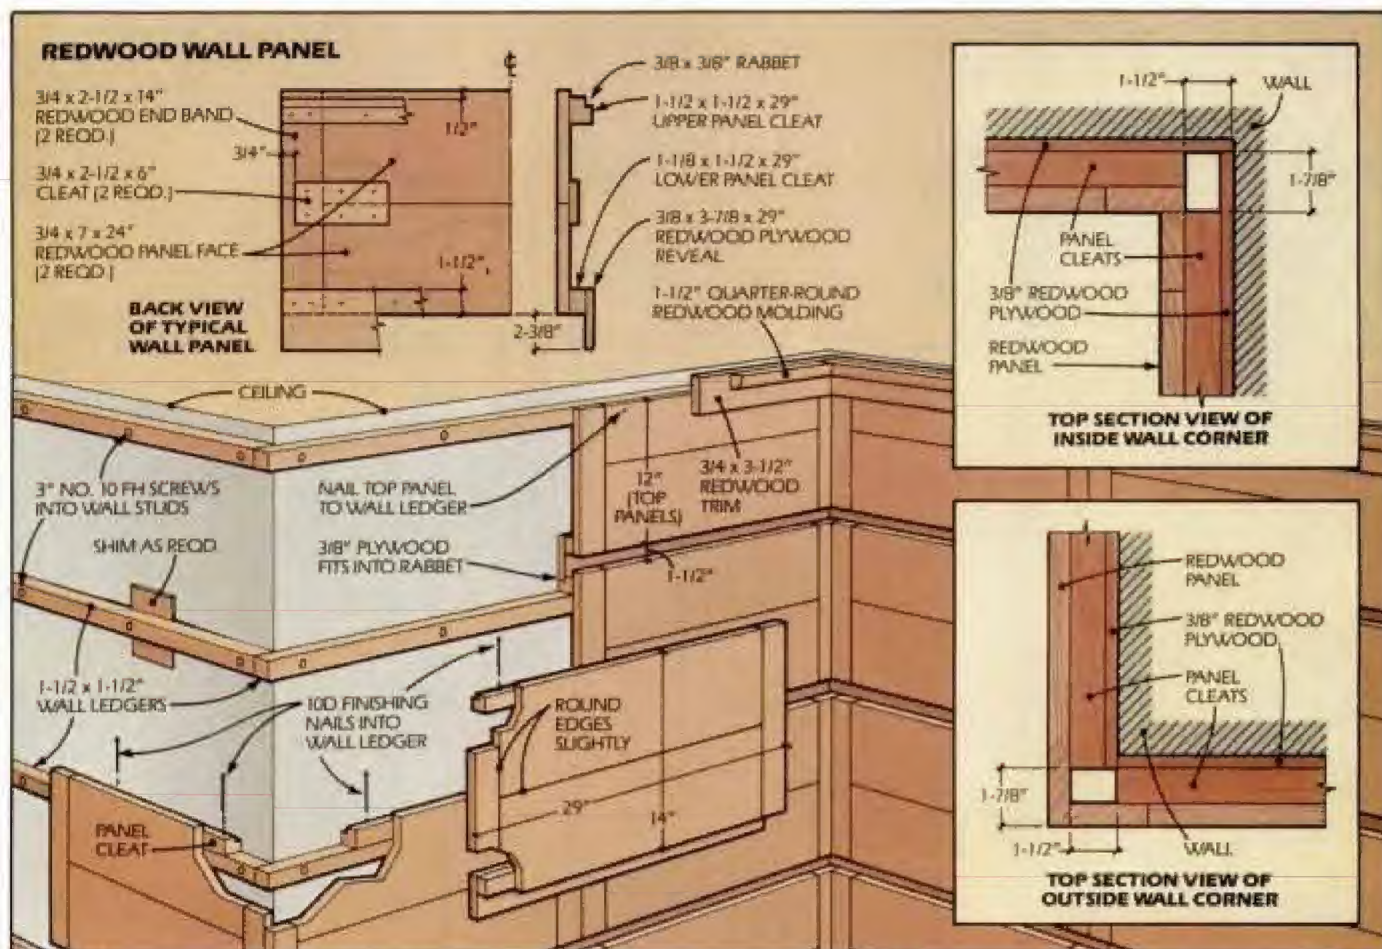 REDWOOD WALL PANEL
3/4 x 2-1/2 x 14"
REDWOOD END BAND
(2 REQD.)
3/4"
3/4 x 2-1/2 x 6"
CLEAT (2 REQD.)
3/4 x 7 x 24"
REDWOOD PANEL FACE
(2 REQD.)
BACK VIEW
OF TYPICAL
WALL PANEL
1/2"
1-1/2"
2-3/8"
3/8 x 3/8" RABBET
1-1/2 x 1-1/2 x 29"
UPPER PANEL CLEAT
1-1/8 x 1-1/2 x 29"
LOWER PANEL CLEAT
3/8 x 3-7/8 x 29"
REDWOOD PLYWOOD
REVEAL
1-1/2" QUARTER-ROUND
REDWOOD MOLDING
1-1/2"
WALL
1-7/8"
PANEL
CLEATS
3/8" REDWOOD
PLYWOOD
REDWOOD
PANEL
TOP SECTION VIEW OF
INSIDE WALL CORNER
CEILING
3" NO. 10 FH SCREWS
INTO WALL STUDS
SHIM AS REQD.
NAIL TOP PANEL
TO WALL LEDGER
3/8" PLYWOOD
FITS INTO RABBET
12"
(TOP
PANELS)
3/4 x 3-1/2"
REDWOOD
TRIM
1-1/2"
1-1/2 x 1-1/2"
WALL LEDGERS
10D FINISHING
NAILS INTO
WALL LEDGER
ROUND
EDGES
SLIGHTLY
29"
14"
PANEL
CLEAT
REDWOOD
PANEL
3/8" REDWOOD
PLYWOOD
PANEL
CLEATS
1-7/8"
1-1/2"
WALL
TOP SECTION VIEW OF
OUTSIDE WALL CORNER